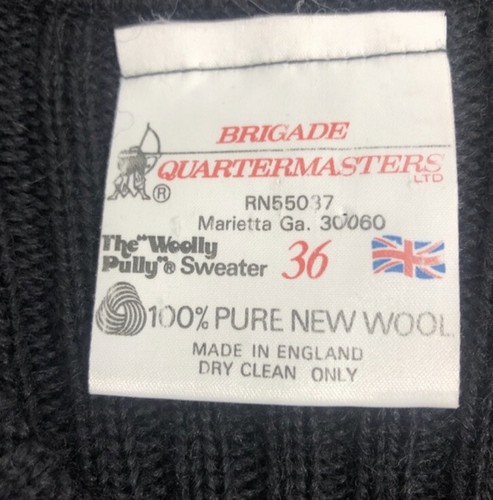 BRIGADE
QUARTERMASTERS
LTD
®
RN55037
Marietta Ga. 30060
The "Woolly
Pully"® Sweater 36
100% PURE NEW WOOL
MADE IN ENGLAND
DRY CLEAN ONLY